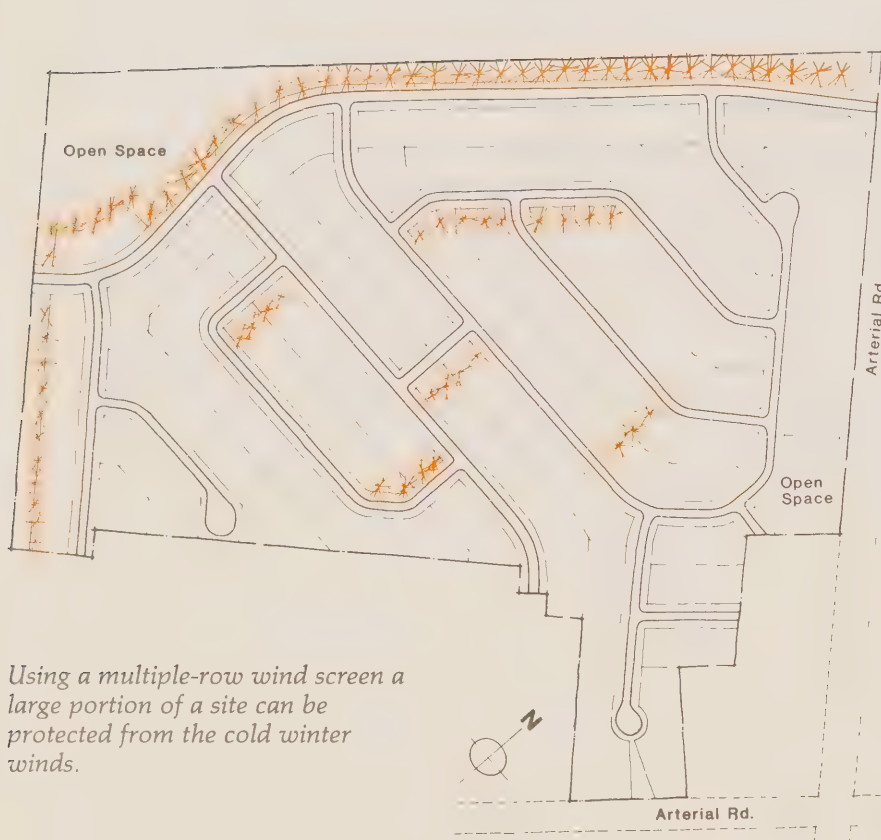 Open Space
Arterial Rd.
Open
Space
Using a multiple-row wind screen a
large portion of a site can be
protected from the cold winter
winds.
N
Arterial Rd.